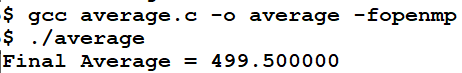 $ gcc average.c -o average -fopenmp
$ ./average
Final Average = 499.500000